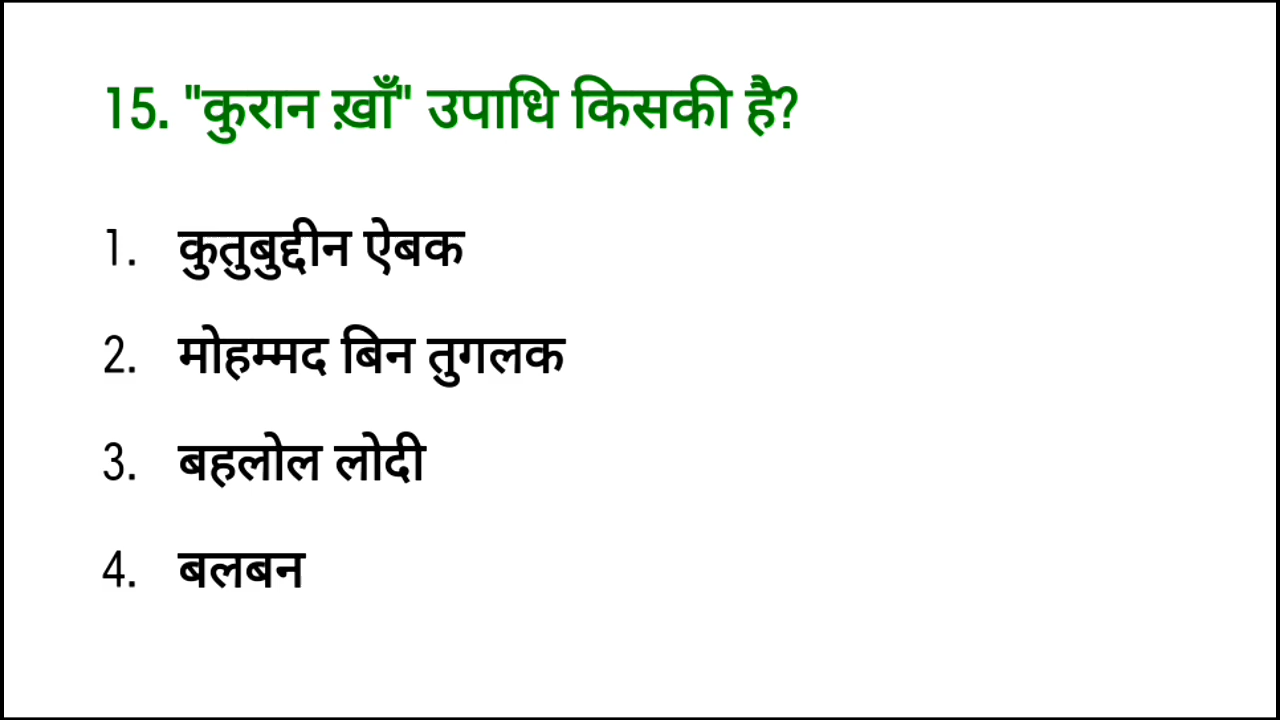 15. "कुरान ख़ाँ" उपाधि किसकी है?
1. कुतुबुद्दीन ऐबक
2. मोहम्मद बिन तुगलक
3. बहलोल लोदी
4. बलबन